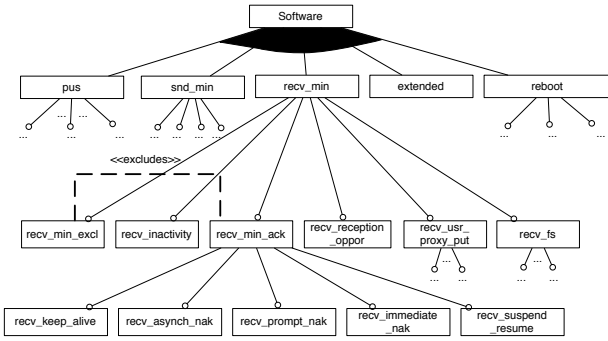 Software
pus
snd_min
recv_min
extended
reboot
... ...
... ... ...
... ... ... ...
... ... ...
<<excludes>>
recv_min_excl
recv_inactivity
recv_min_ack
recv_reception
_oppor
recv_usr_
proxy_put
recv_fs
...
...
... ...
... ...
recv_keep_alive
recv_asynch_nak
recv_prompt_nak
recv_immediate
_nak
recv_suspend
_resume